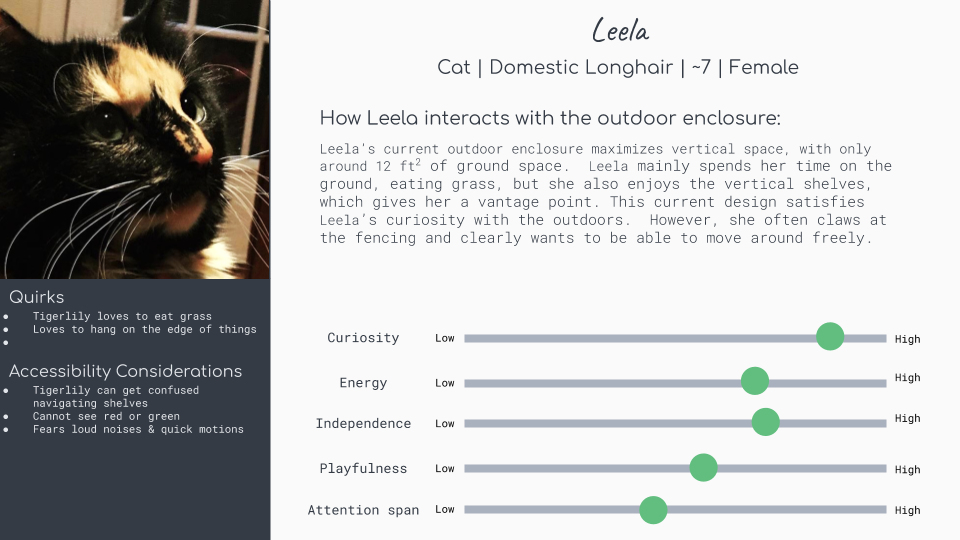 Leela
Cat | Domestic Longhair | ~7 | Female
How Leela interacts with the outdoor enclosure:
Leela's current outdoor enclosure maximizes vertical space, with only
around 12 ft² of ground space.  Leela mainly spends her time on the
ground, eating grass, but she also enjoys the vertical shelves,
which gives her a vantage point. This current design satisfies
Leela's curiosity with the outdoors.  However, she often claws at
the fencing and clearly wants to be able to move around freely.
Quirks
● Tigerlily loves to eat grass
● Loves to hang on the edge of things
●
Accessibility Considerations
● Tigerlily can get confused
navigating shelves
● Cannot see red or green
● Fears loud noises & quick motions
Curiosity Low High
Energy Low High
Independence Low High
Playfulness Low High
Attention span Low High